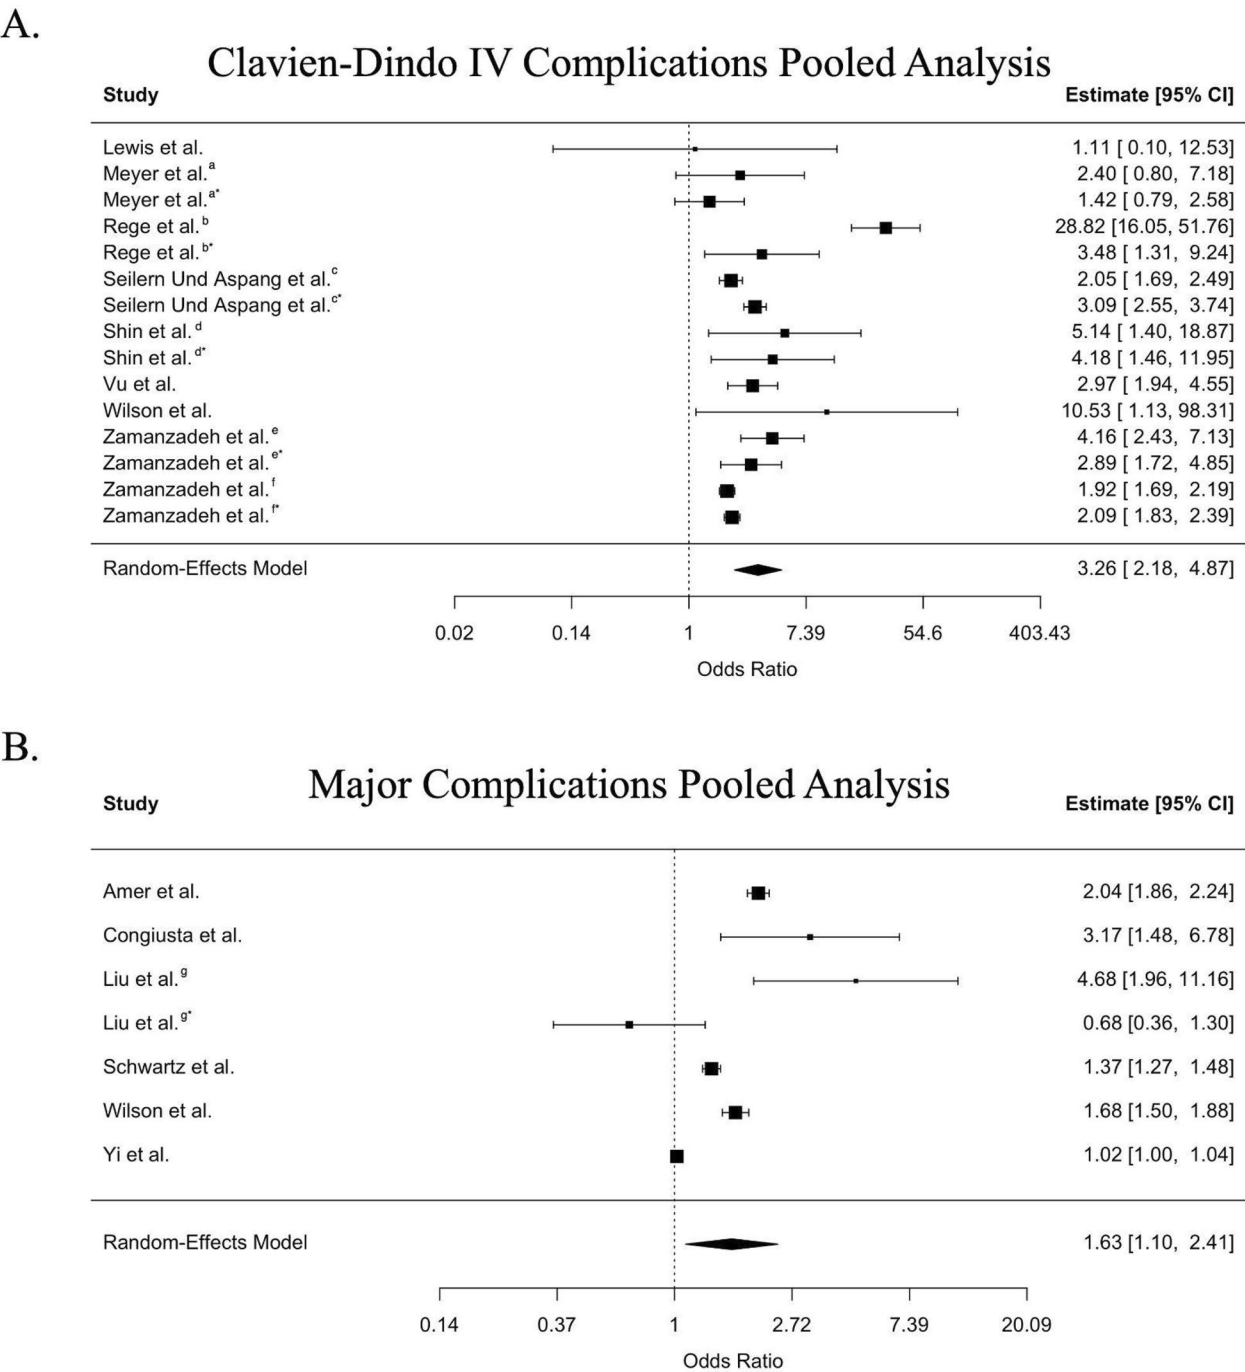 A.
Clavien-Dindo IV Complications Pooled Analysis
Study Estimate [95% CI]
Lewis et al. 1.11 [ 0.10, 12.53]
Meyer et al.a 2.40 [ 0.80, 7.18]
Meyer et al.a* 1.42 [ 0.79, 2.58]
Rege et al.b 28.82 [16.05, 51.76]
Rege et al.b* 3.48 [ 1.31, 9.24]
Seilern Und Aspang et al.c 2.05 [ 1.69, 2.49]
Seilern Und Aspang et al.c* 3.09 [ 2.55, 3.74]
Shin et al.d 5.14 [ 1.40, 18.87]
Shin et al.d* 4.18 [ 1.46, 11.95]
Vu et al. 2.97 [ 1.94, 4.55]
Wilson et al. 10.53 [ 1.13, 98.31]
Zamanzadeh et al.e 4.16 [ 2.43, 7.13]
Zamanzadeh et al.e* 2.89 [ 1.72, 4.85]
Zamanzadeh et al.f 1.92 [ 1.69, 2.19]
Zamanzadeh et al.f* 2.09 [ 1.83, 2.39]
Random-Effects Model 3.26 [ 2.18, 4.87]
0.02 0.14 1 7.39 54.6 403.43
Odds Ratio
B.
Major Complications Pooled Analysis
Study Estimate [95% CI]
Amer et al. 2.04 [1.86, 2.24]
Congiusta et al. 3.17 [1.48, 6.78]
Liu et al.g 4.68 [1.96, 11.16]
Liu et al.g* 0.68 [0.36, 1.30]
Schwartz et al. 1.37 [1.27, 1.48]
Wilson et al. 1.68 [1.50, 1.88]
Yi et al. 1.02 [1.00, 1.04]
Random-Effects Model 1.63 [1.10, 2.41]
0.14 0.37 1 2.72 7.39 20.09
Odds Ratio